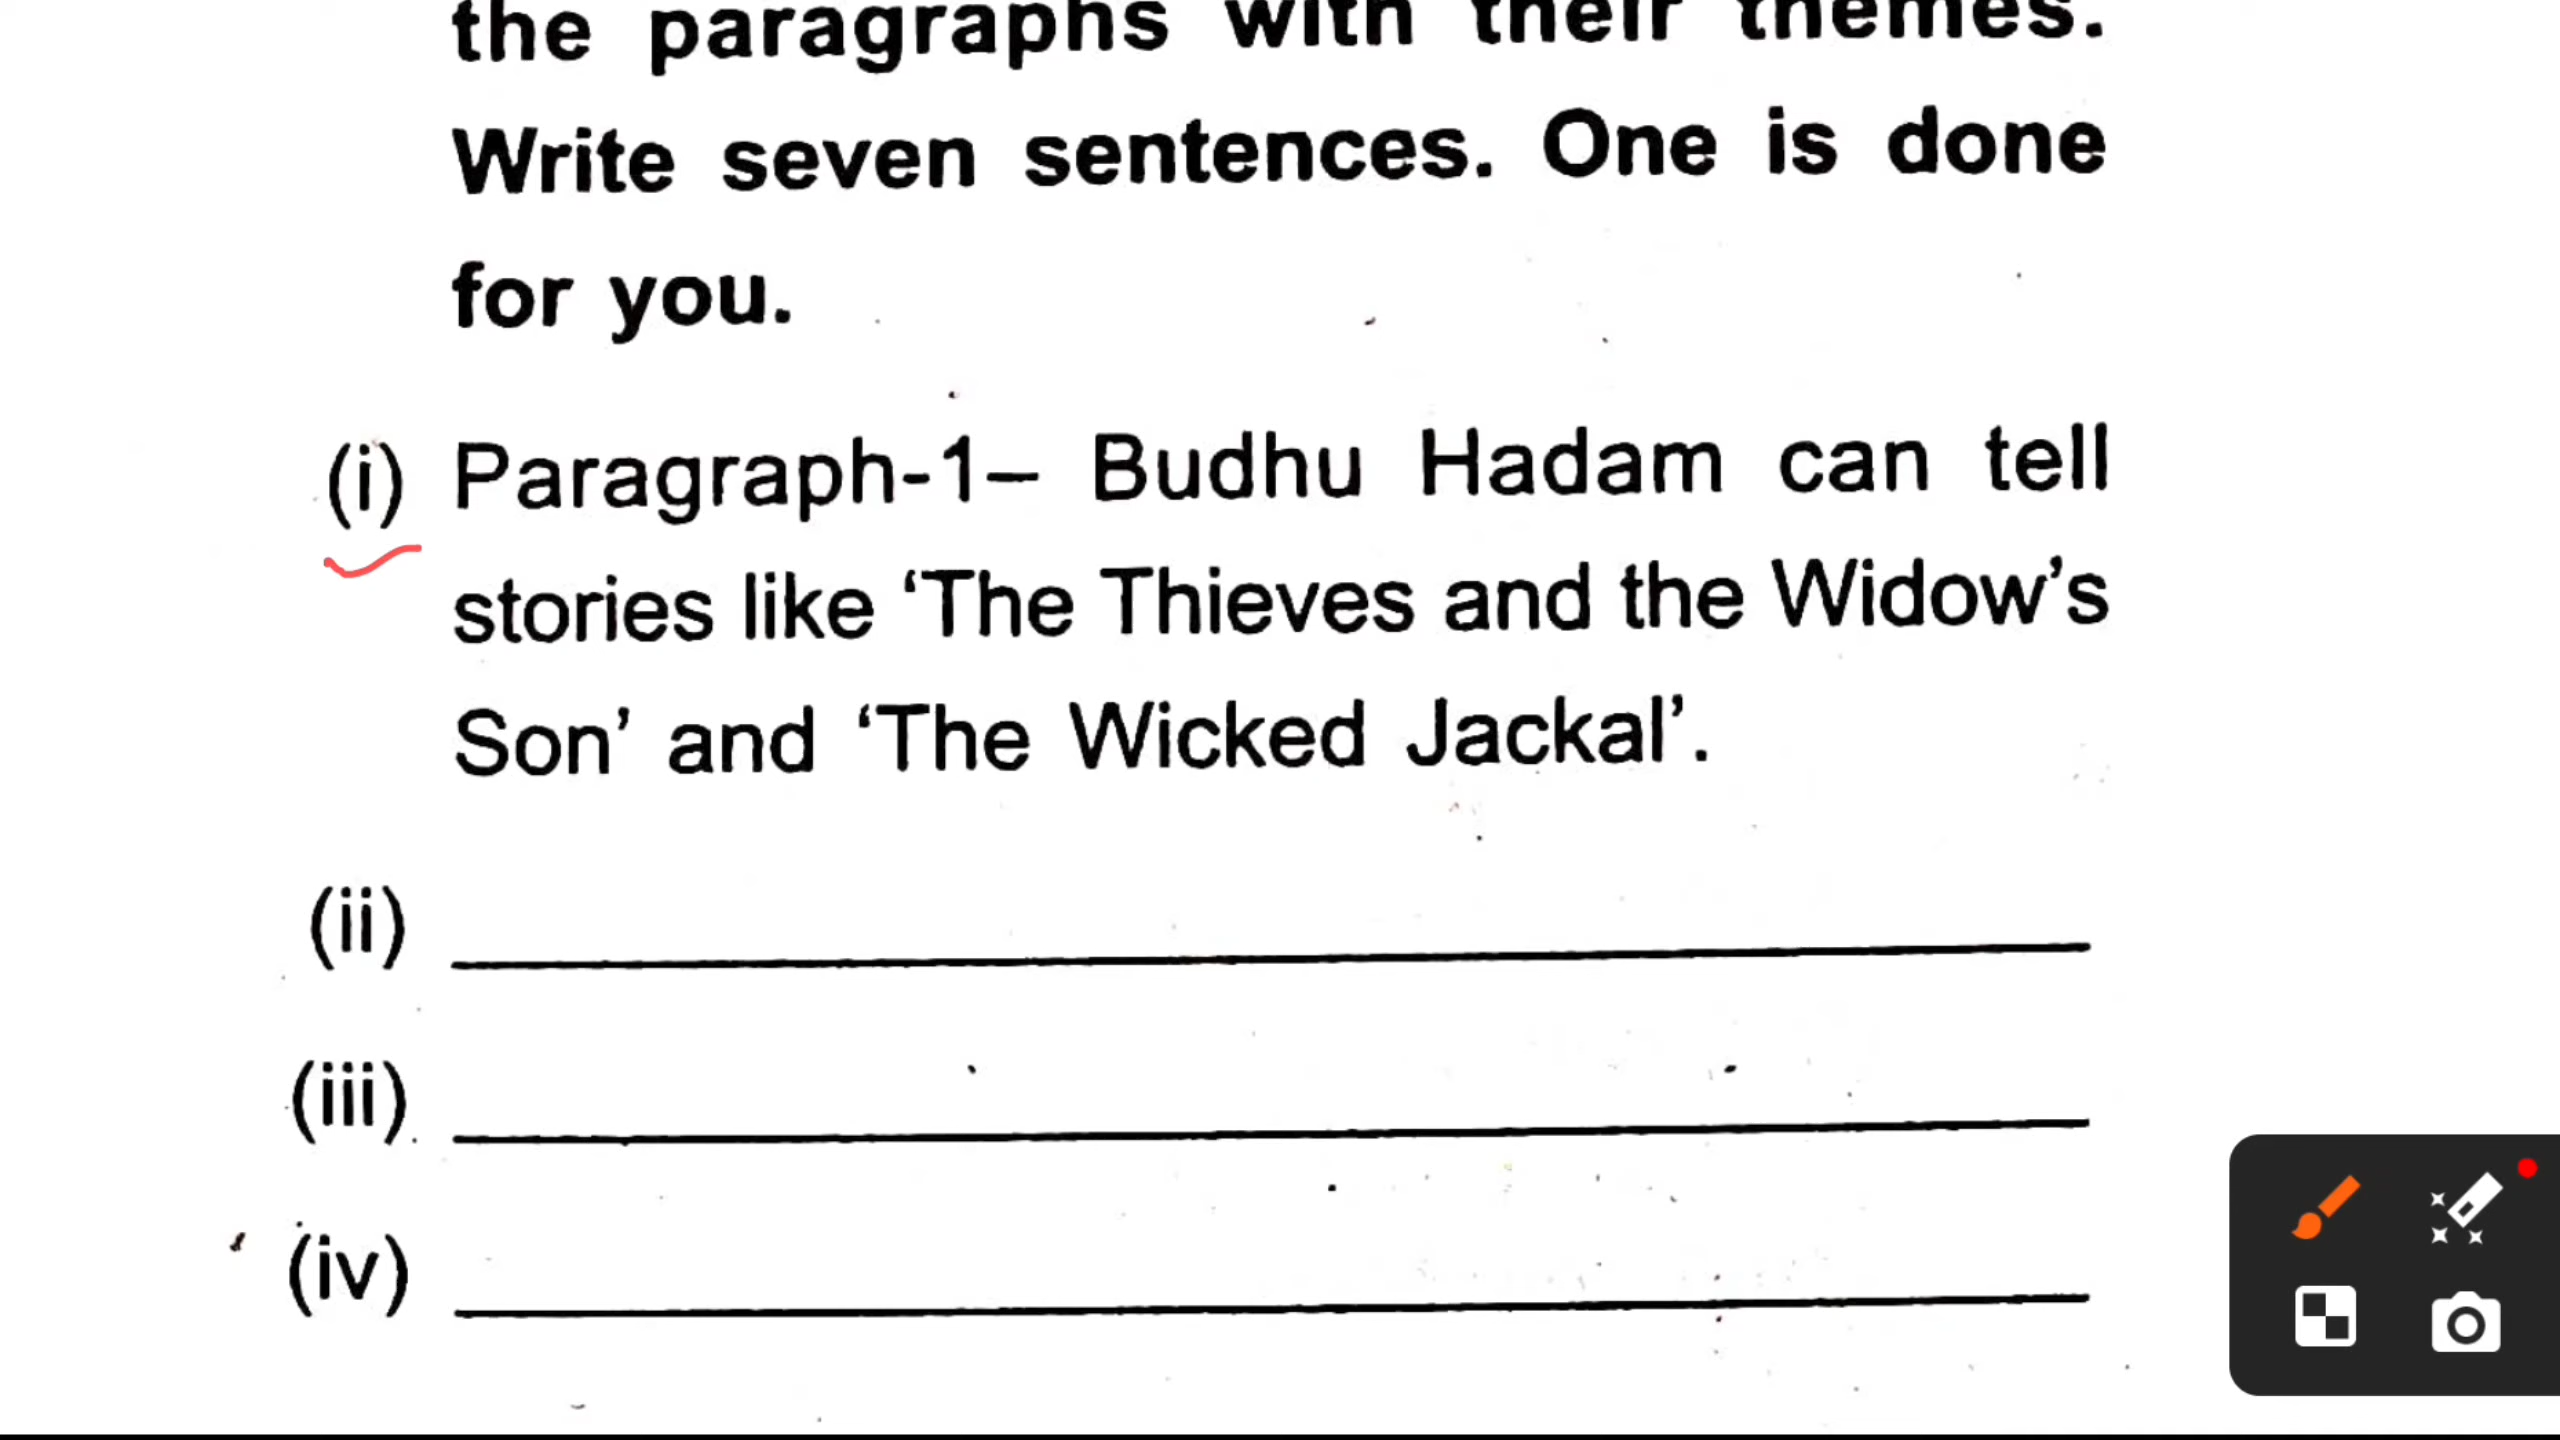 the paragraphs with their themes.
Write seven sentences. One is done
for you.
(i) Paragraph-1– Budhu Hadam can tell
stories like ‘The Thieves and the Widow’s
Son’ and ‘The Wicked Jackal’.
(ii)
(iii)
(iv)